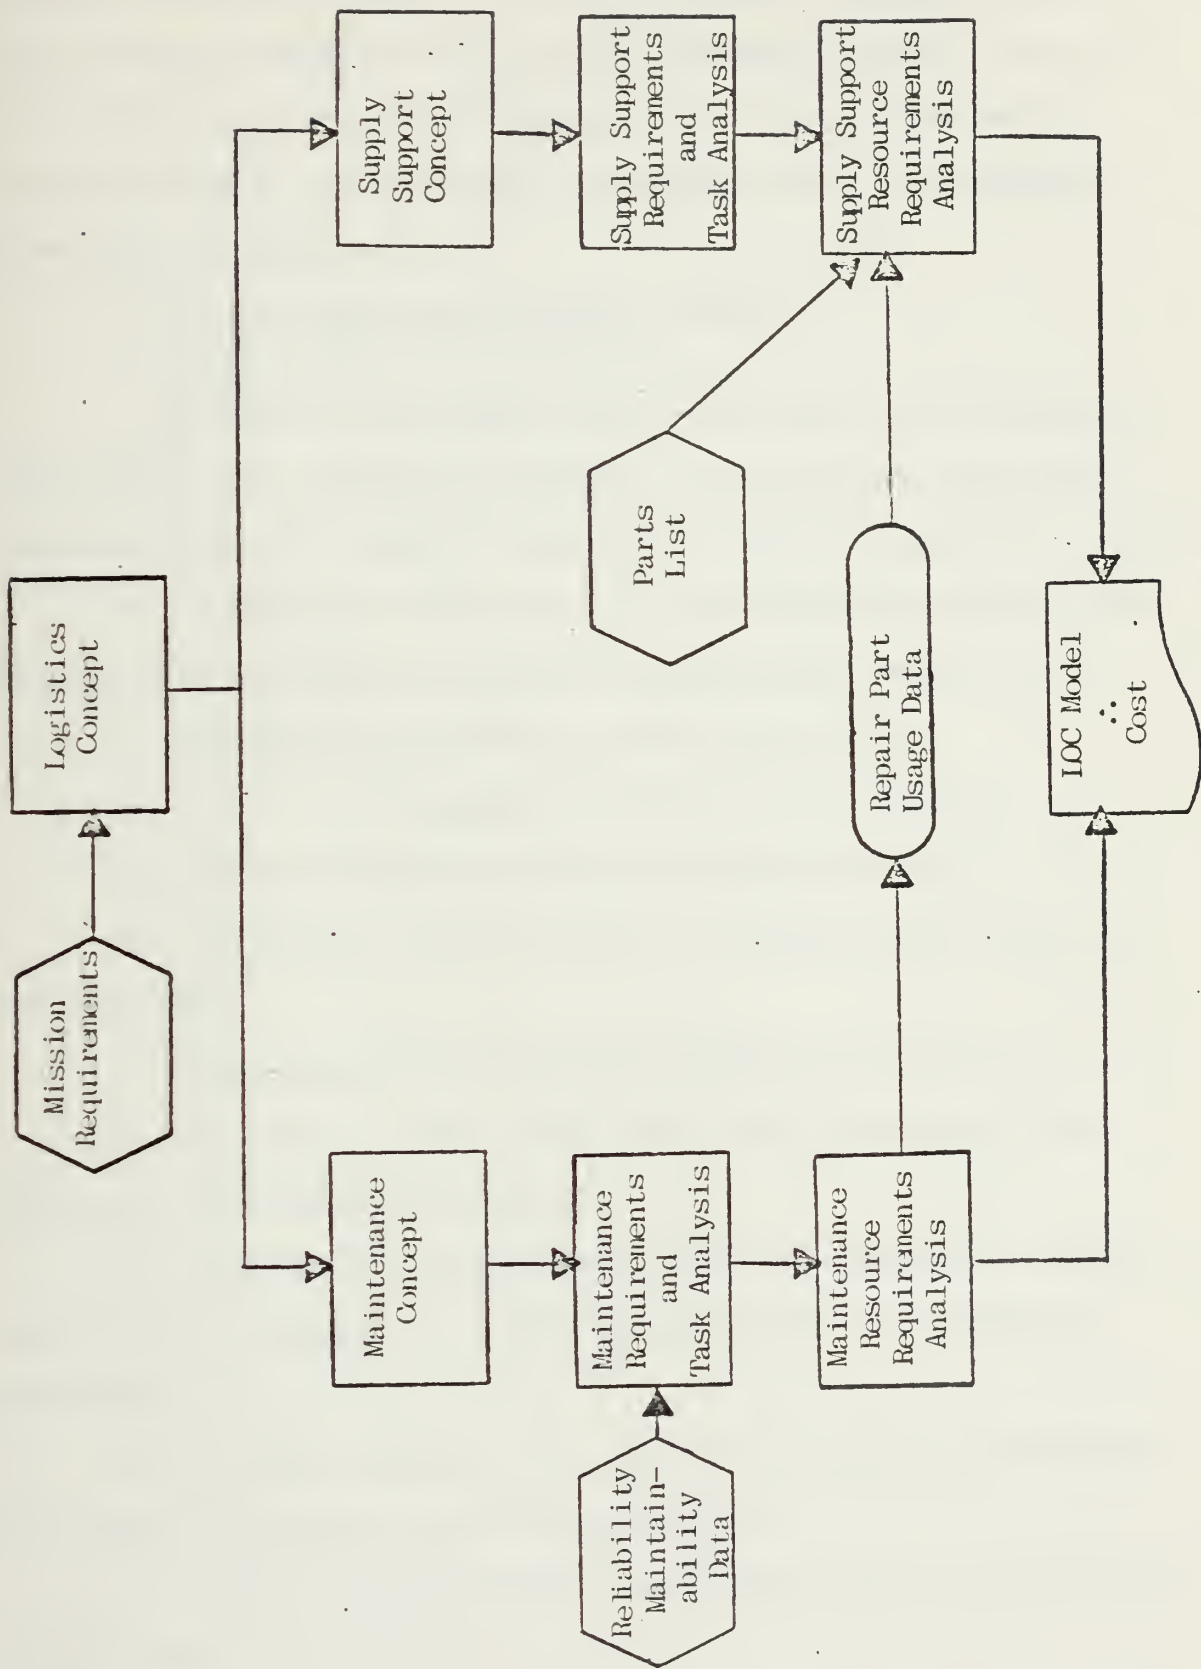 Mission
Requirements
Logistics
Concept
Maintenance
Concept
Supply
Support
Concept
Reliability
Maintain-
ability
Data
Maintenance
Requirements
and
Task Analysis
Parts
List
Supply Support
Requirements
and
Task Analysis
Maintenance
Resource
Requirements
Analysis
Repair Part
Usage Data
Supply Support
Resource
Requirements
Analysis
LOC Model
∴
Cost